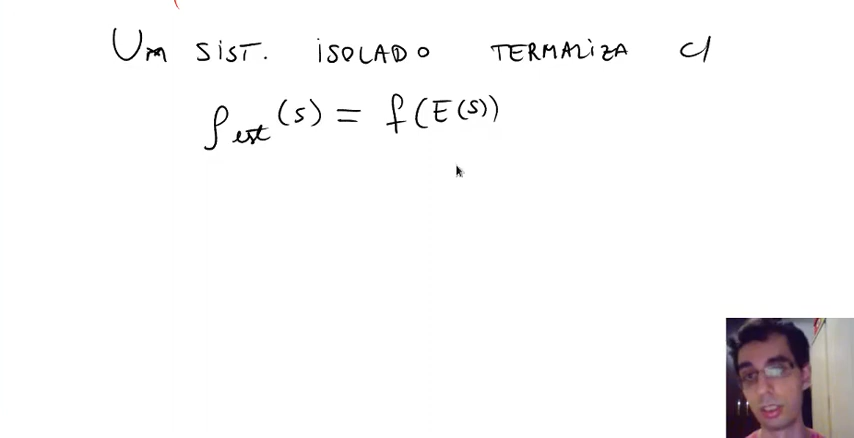 Um SiST. iSOLADO TERMALiZA c/
ρest (s) = f(E(s))